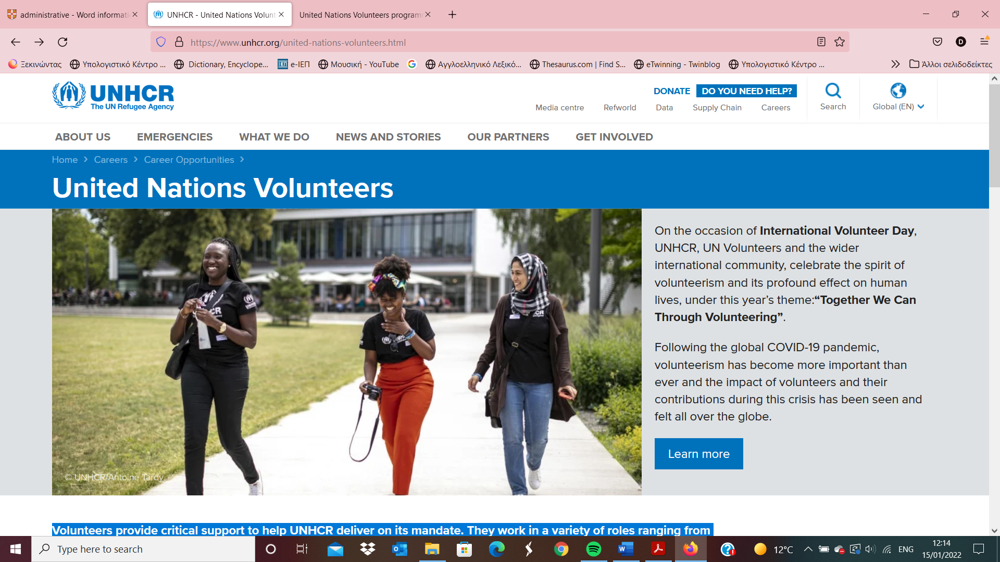 administrative - Word informati
UNHCR - United Nations Volunt
United Nations Volunteers program
https://www.unhcr.org/united-nations-volunteers.html
D
Ξεκινώντας
Υπολογιστικό Κέντρο ...
Dictionary, Encyclope...
ΙΕΠ
e-ΙΕΠ
Μουσική - YouTube
Αγγλοελληνικό Λεξικό...
Thesaurus.com | Find S...
eTwinning - Twinblog
Υπολογιστικό Κέντρο ...
Άλλοι σελιδοδείκτες
UNHCR
The UN Refugee Agency
DONATE
DO YOU NEED HELP?
Media centre
Refworld
Data
Supply Chain
Careers
Search
Global (EN)
ABOUT US
EMERGENCIES
WHAT WE DO
NEWS AND STORIES
OUR PARTNERS
GET INVOLVED
Home > Careers > Career Opportunities >
United Nations Volunteers
On the occasion of International Volunteer Day,
UNHCR, UN Volunteers and the wider
international community, celebrate the spirit of
volunteerism and its profound effect on human
lives, under this year's theme:“Together We Can
Through Volunteering”.
Following the global COVID-19 pandemic,
volunteerism has become more important than
ever and the impact of volunteers and their
contributions during this crisis has been seen and
felt all over the globe.
Learn more
© UNHCR/Antoine Tardy
Volunteers provide critical support to help UNHCR deliver on its mandate. They work in a variety of roles ranging from
Type here to search
12°C
ENG
12:14
15/01/2022